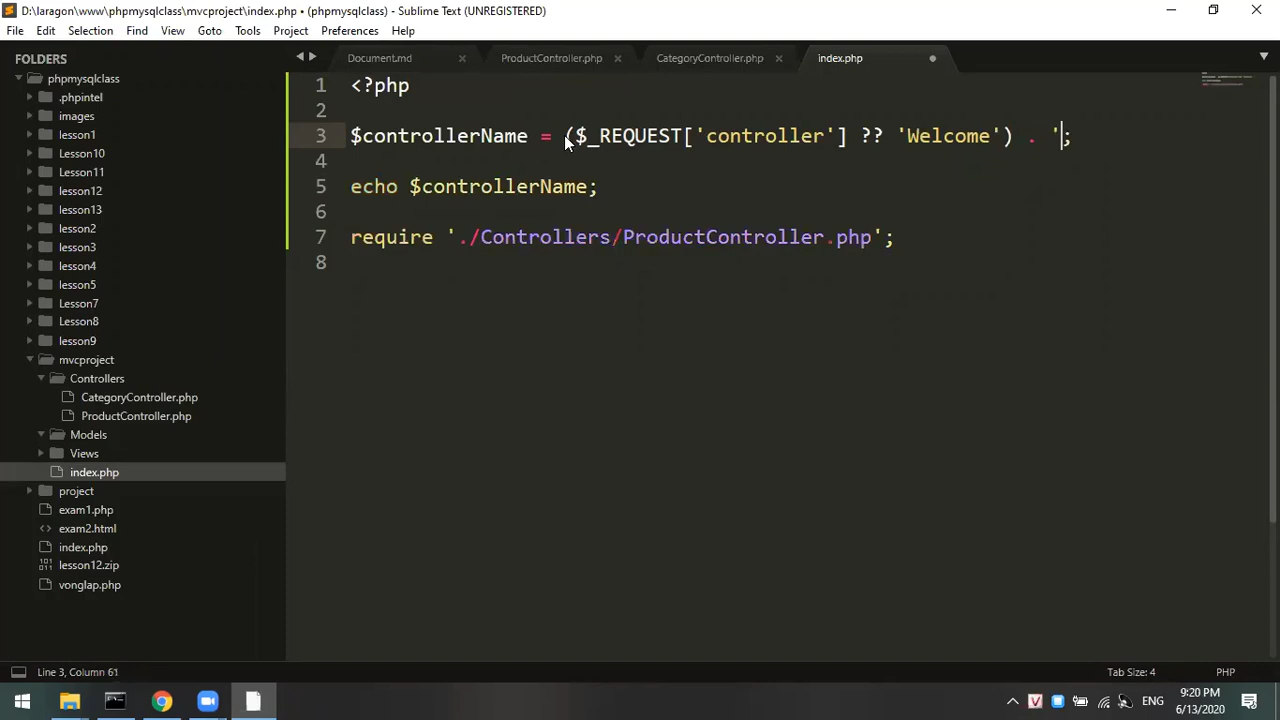 D:\laragon\www\phpmysqlclass\mvcproject\index.php • (phpmysqlclass) - Sublime Text (UNREGISTERED)
File Edit Selection Find View Goto Tools Project Preferences Help
FOLDERS
phpmysqlclass
.phpintel
images
lesson1
Lesson10
Lesson11
lesson12
lesson13
lesson2
lesson3
lesson4
lesson5
Lesson7
Lesson8
lesson9
mvcproject
Controllers
CategoryController.php
ProductController.php
Models
Views
index.php
project
exam1.php
exam2.html
index.php
lesson12.zip
vonglap.php
Document.md ProductController.php CategoryController.php index.php
1 <?php
2
3 $controllerName = ($_REQUEST['controller'] ?? 'Welcome') . ';
4
5 echo $controllerName;
6
7 require './Controllers/ProductController.php';
8
Line 3, Column 61 Tab Size: 4 PHP
ENG 9:20 PM
6/13/2020